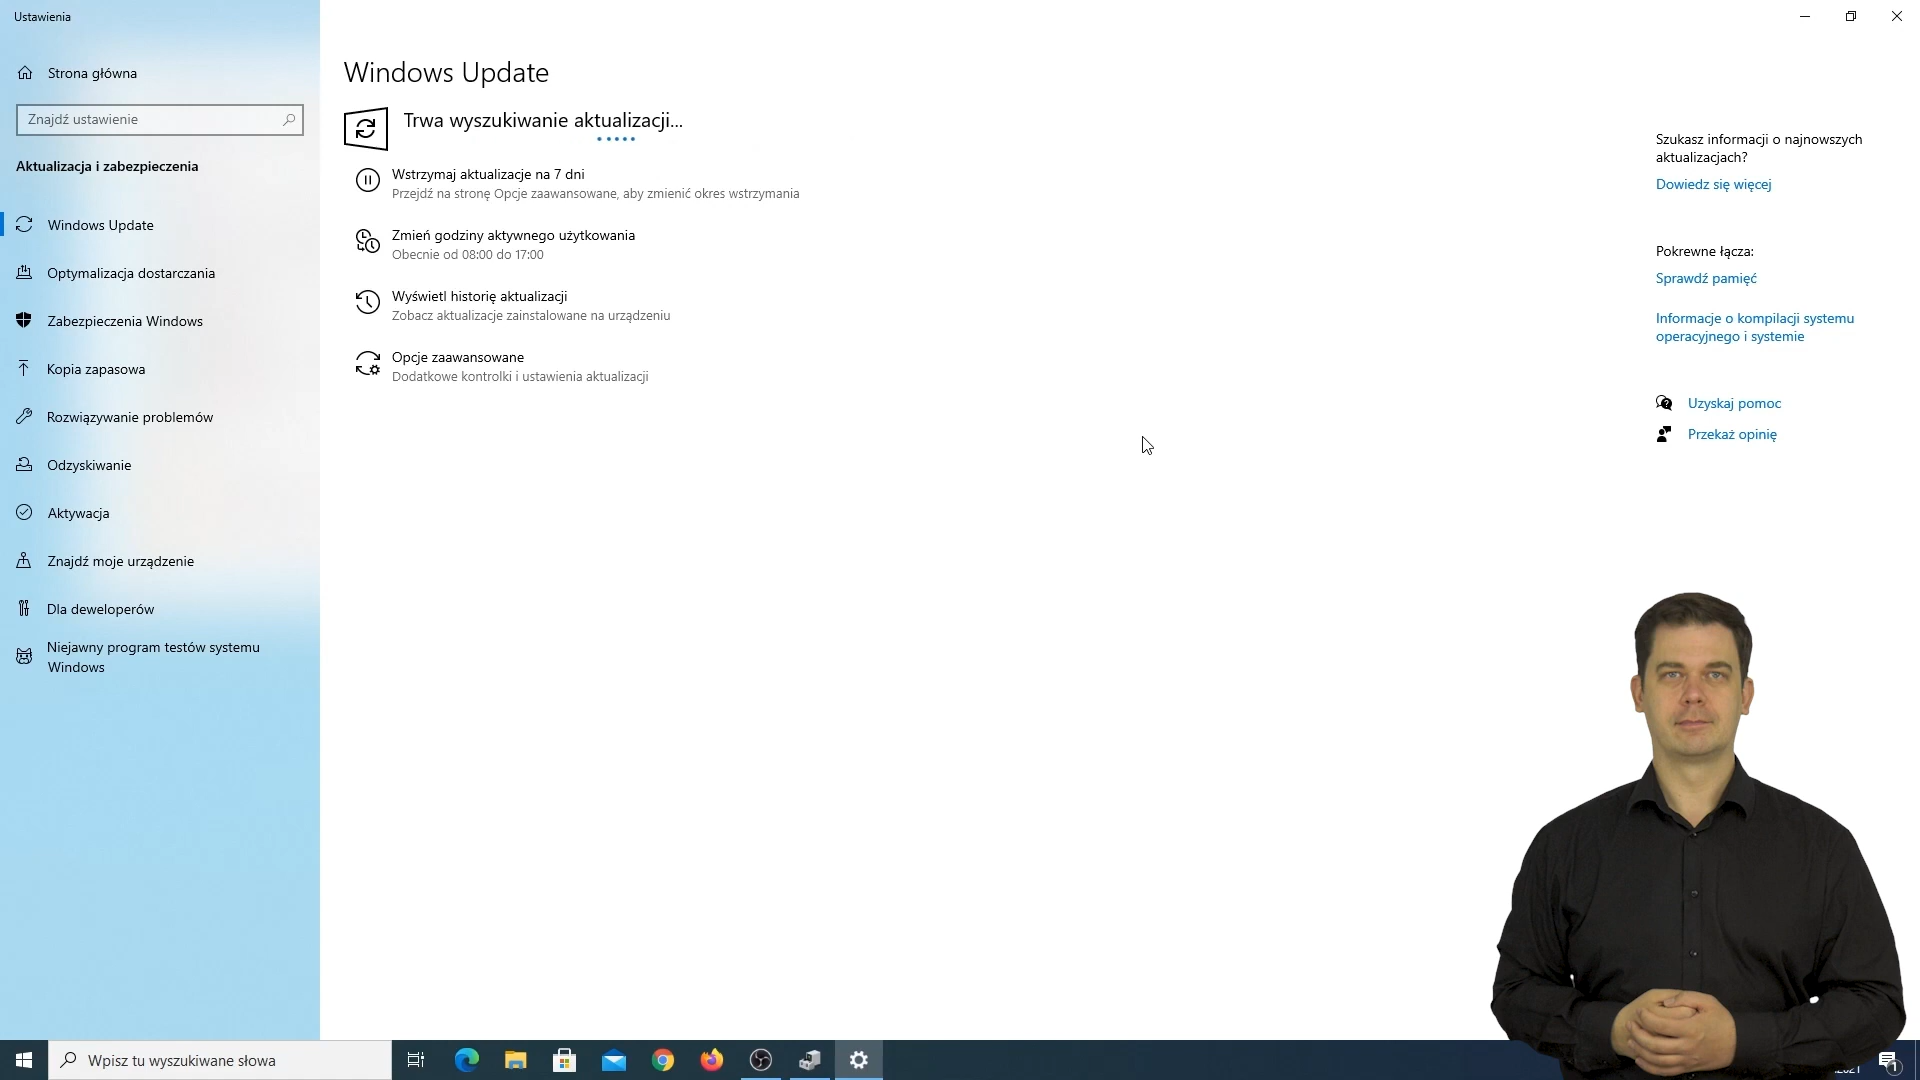 Ustawienia
Strona główna
Znajdź ustawienie
Aktualizacja i zabezpieczenia
Windows Update
Optymalizacja dostarczania
Zabezpieczenia Windows
Kopia zapasowa
Rozwiązywanie problemów
Odzyskiwanie
Aktywacja
Znajdź moje urządzenie
Dla deweloperów
Niejawny program testów systemu
Windows
Windows Update
Trwa wyszukiwanie aktualizacji...
Wstrzymaj aktualizacje na 7 dni
Przejdź na stronę Opcje zaawansowane, aby zmienić okres wstrzymania
Zmień godziny aktywnego użytkowania
Obecnie od 08:00 do 17:00
Wyświetl historię aktualizacji
Zobacz aktualizacje zainstalowane na urządzeniu
Opcje zaawansowane
Dodatkowe kontrolki i ustawienia aktualizacji
Szukasz informacji o najnowszych
aktualizacjach?
Dowiedz się więcej
Pokrewne łącza:
Sprawdź pamięć
Informacje o kompilacji systemu
operacyjnego i systemie
Uzyskaj pomoc
Przekaż opinię
Wpisz tu wyszukiwane słowa
1